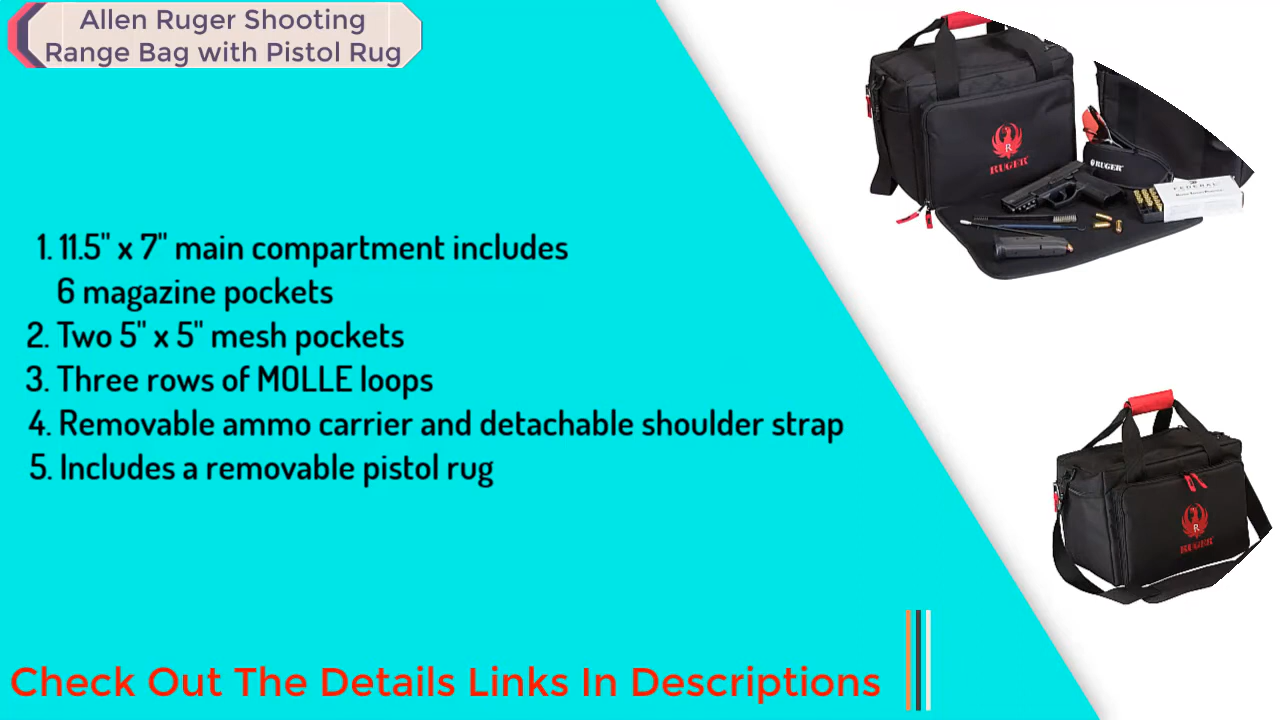 Allen Ruger Shooting
Range Bag with Pistol Rug
1. 11.5" x 7" main compartment includes
6 magazine pockets
2. Two 5" x 5" mesh pockets
3. Three rows of MOLLE loops
4. Removable ammo carrier and detachable shoulder strap
5. Includes a removable pistol rug
Check Out The Details Links In Descriptions
R
RUGER
RUGER
FEDERAL
R
RUGER